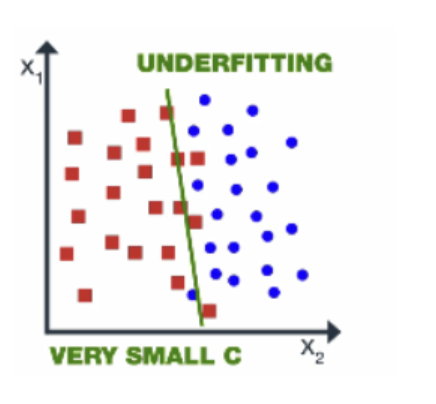 UNDERFITTING
X1
X2
VERY SMALL C